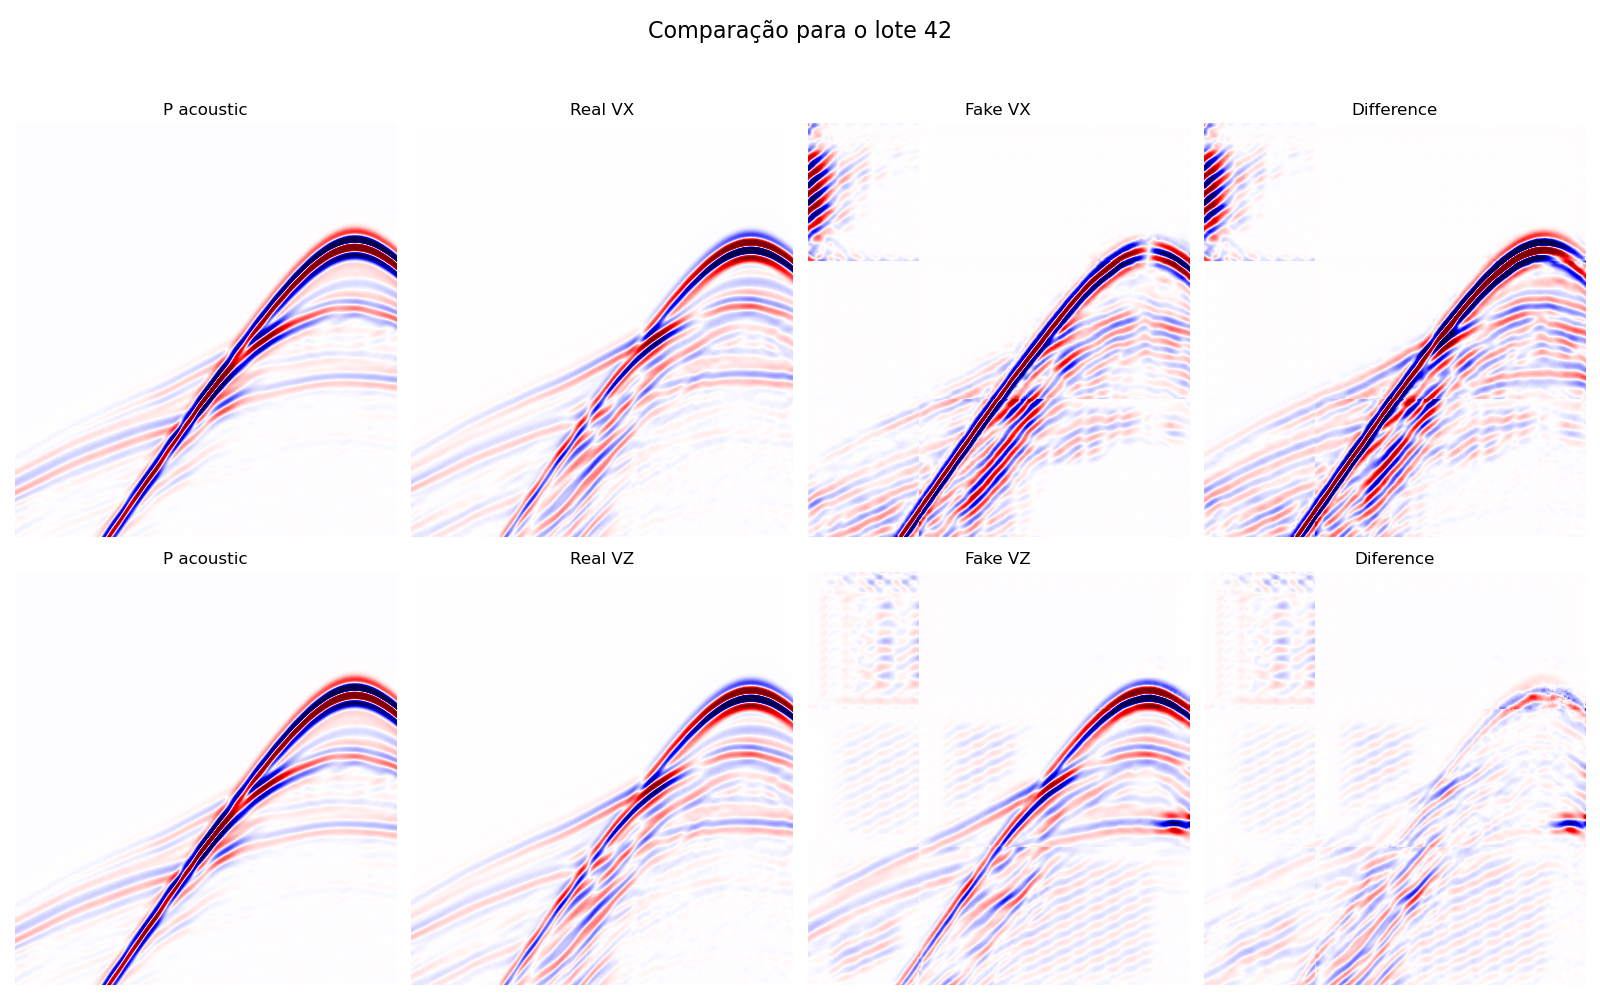 Comparação para o lote 42
P acoustic
Real VX
Fake VX
Difference
P acoustic
Real VZ
Fake VZ
Diference